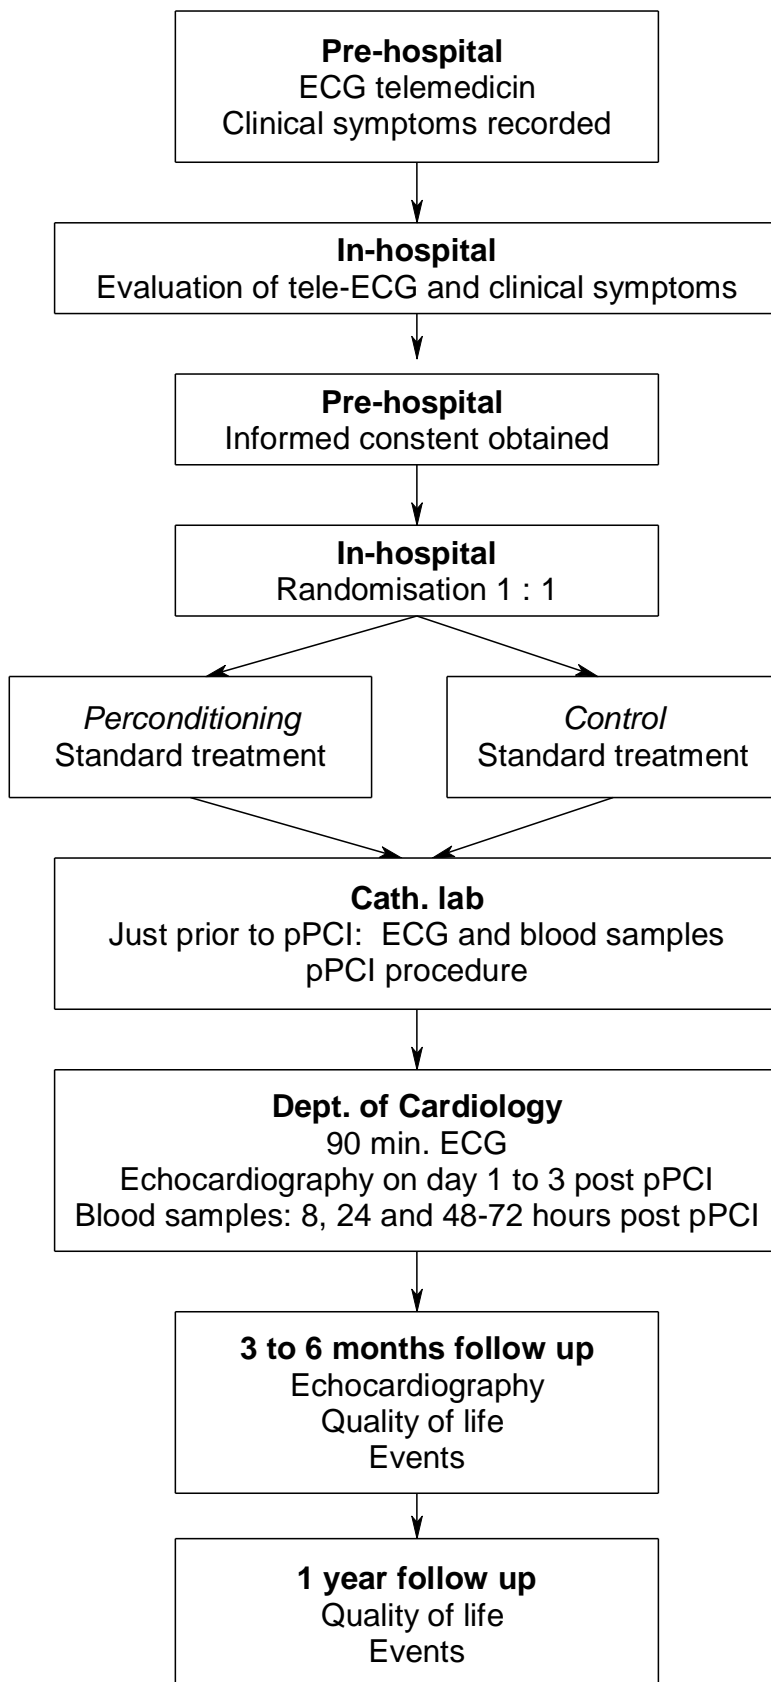 Pre-hospital
ECG telemedicin
Clinical symptoms recorded
In-hospital
Evaluation of tele-ECG and clinical symptoms
Pre-hospital
Informed constent obtained
In-hospital
Randomisation 1 : 1
Perconditioning
Standard treatment
Control
Standard treatment
Cath. lab
Just prior to pPCI:  ECG and blood samples
pPCI procedure
Dept. of Cardiology
90 min. ECG
Echocardiography on day 1 to 3 post pPCI
Blood samples: 8, 24 and 48-72 hours post pPCI
3 to 6 months follow up
Echocardiography
Quality of life
Events
1 year follow up
Quality of life
Events